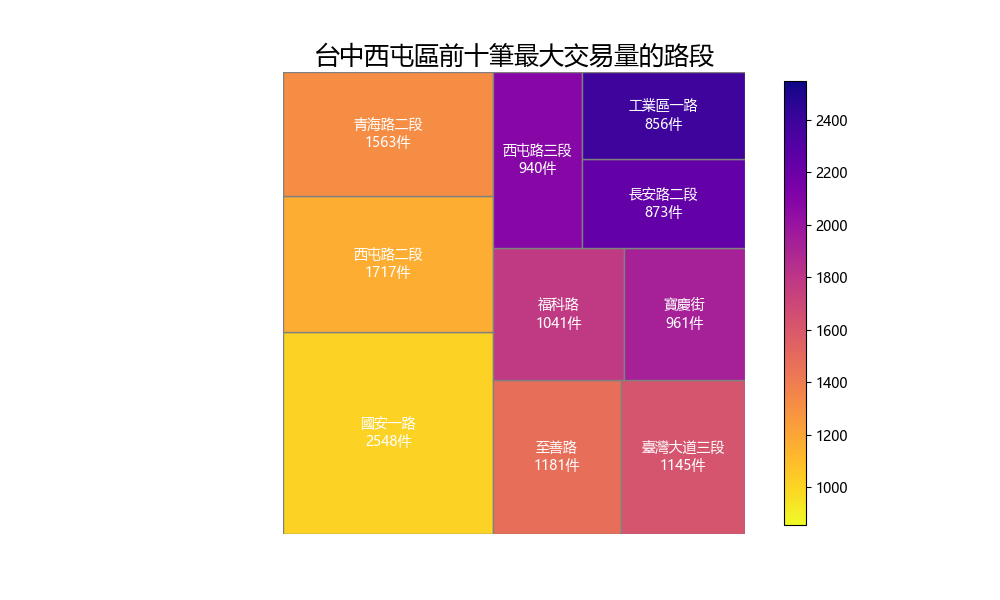 台中西屯區前十筆最大交易量的路段
青海路二段
1563件
西屯路二段
1717件
國安一路
2548件
西屯路三段
940件
工業區一路
856件
長安路二段
873件
福科路
1041件
寶慶街
961件
至善路
1181件
臺灣大道三段
1145件
2400
2200
2000
1800
1600
1400
1200
1000